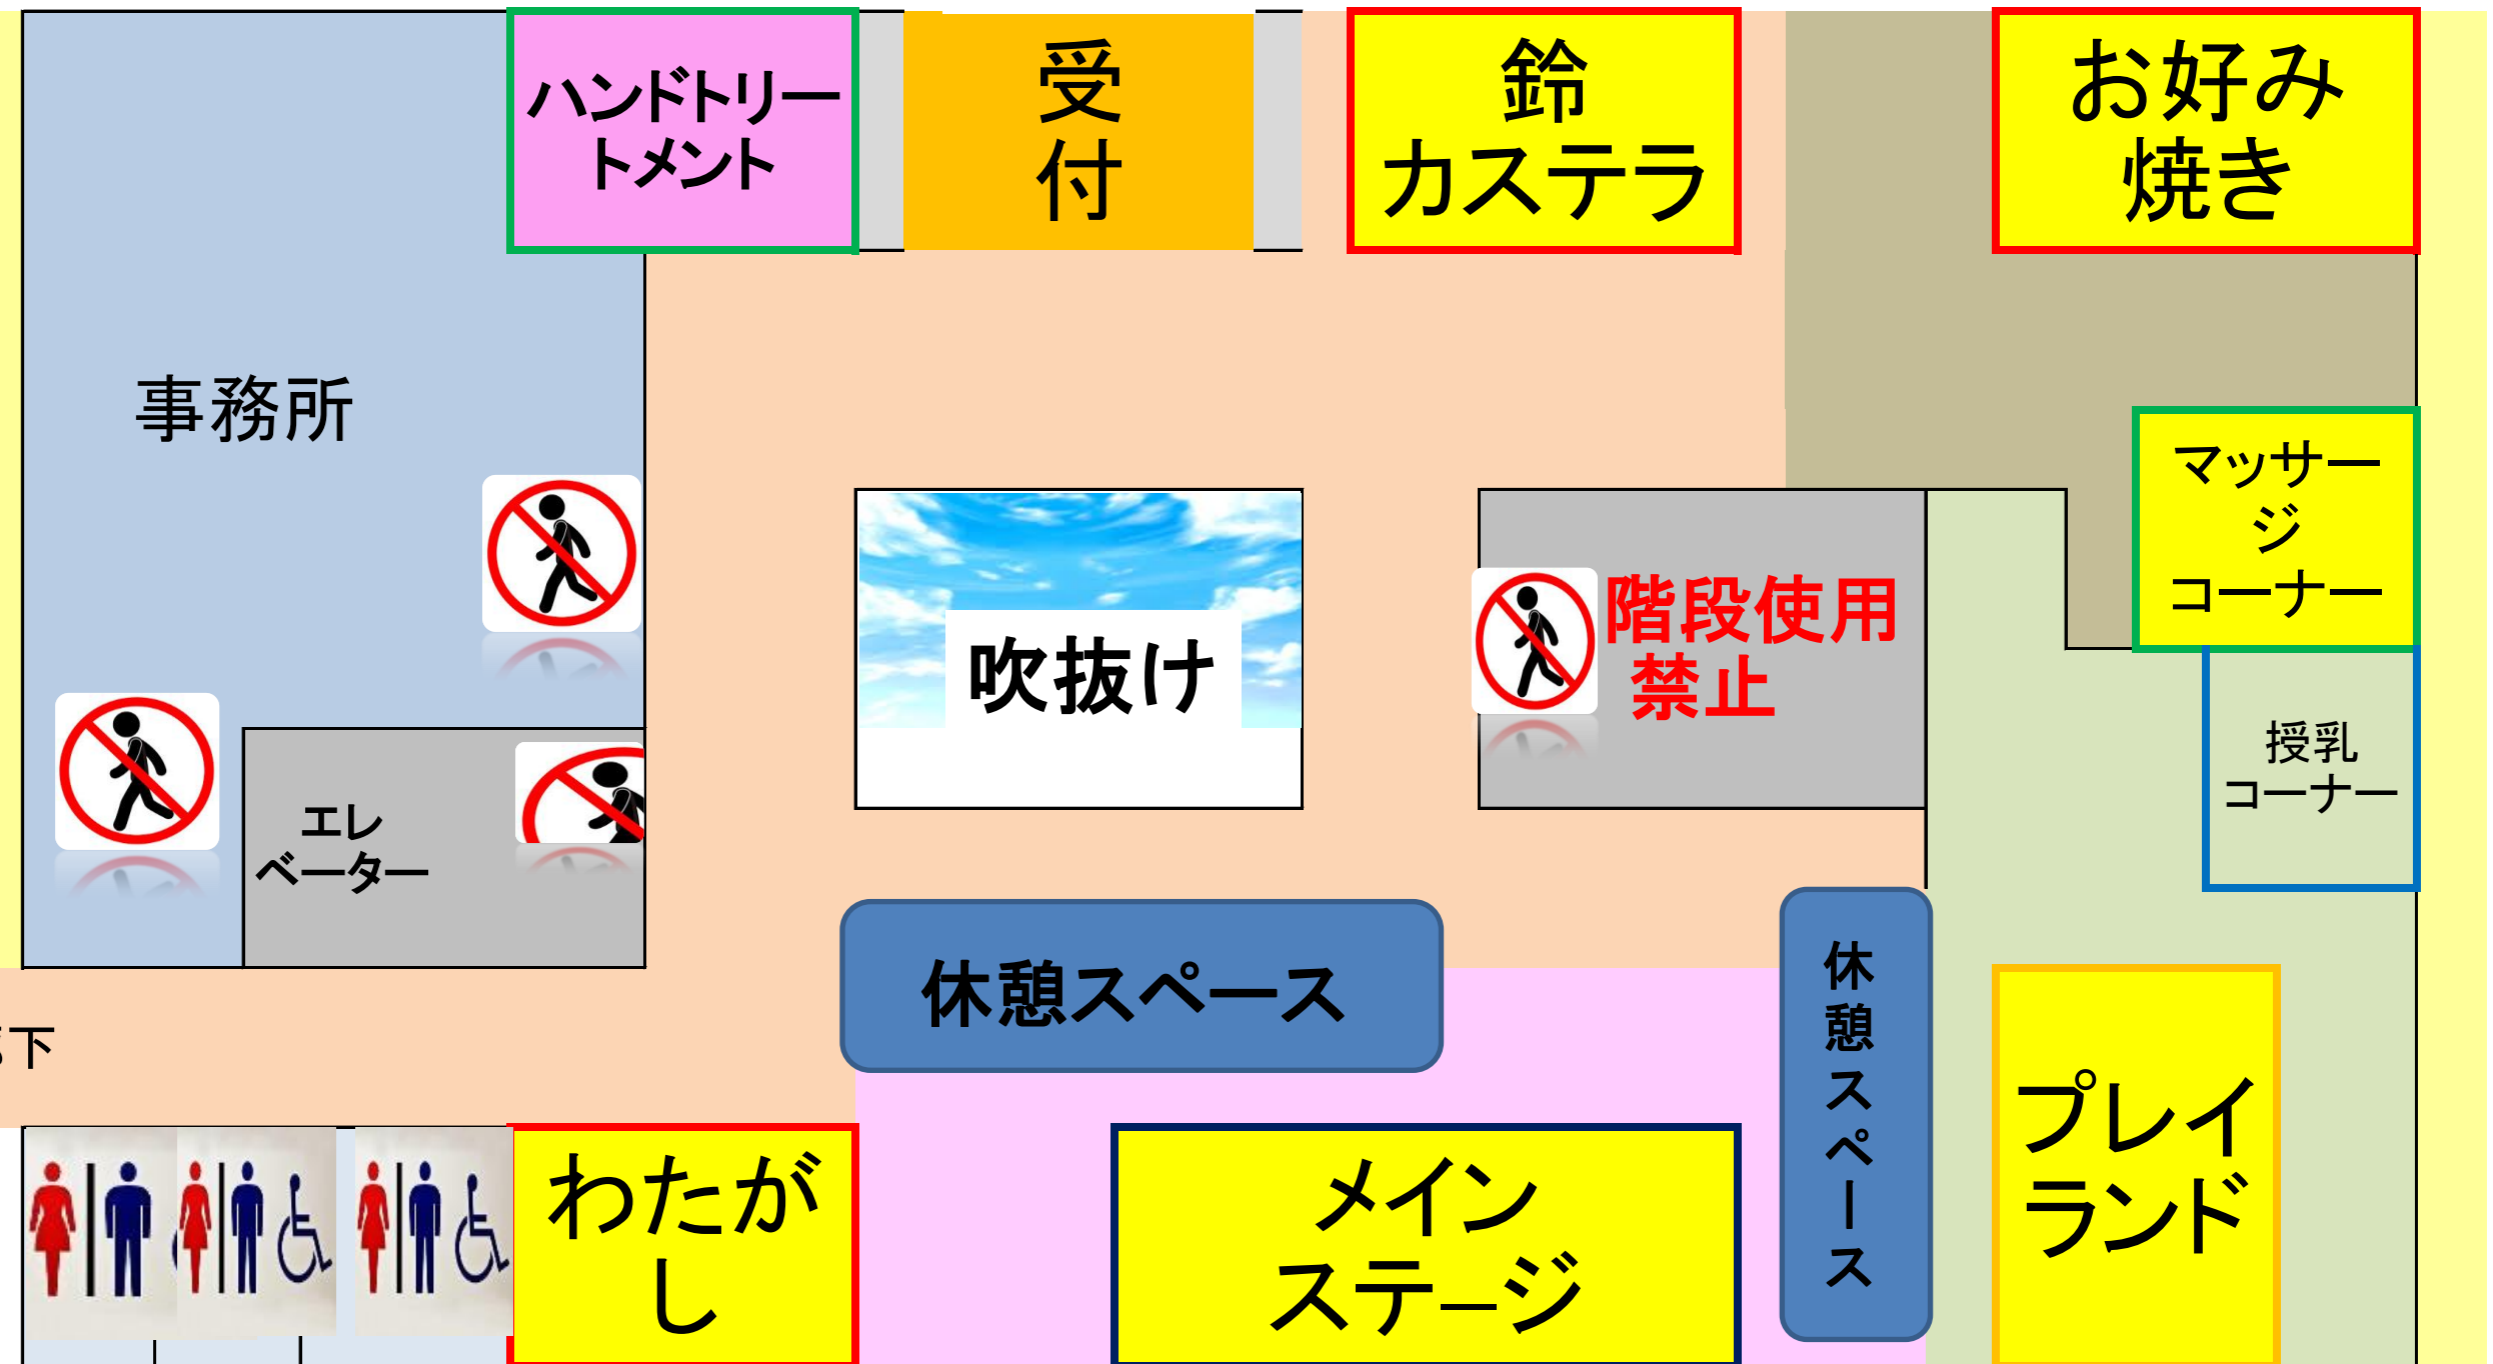 ハンドトリー
トメント
受
付
鈴
カステラ
お好み
焼き
事務所
マッサー
ジ
コーナー
階段使用
禁止
吹抜け
授乳
コーナー
エレ
ベーター
休憩スペース
休憩スペース
下
プレイ
ランド
わたが
し
メイン
ステージ